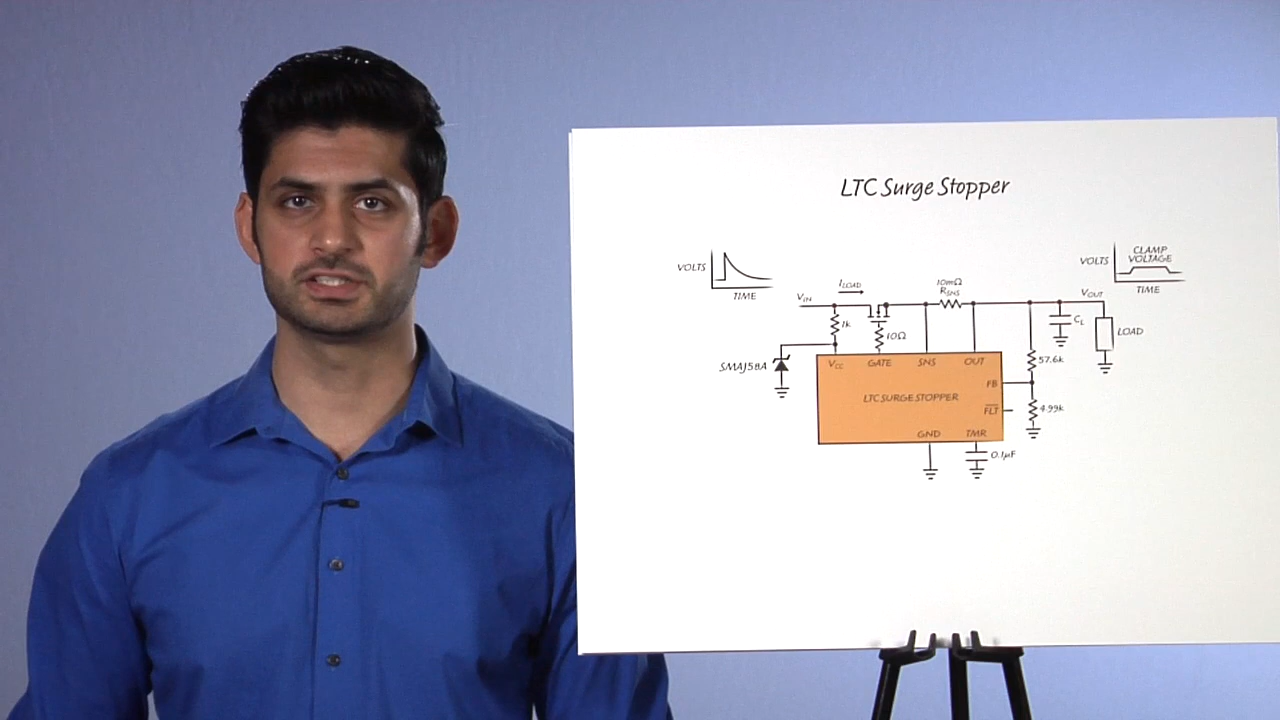 LTC Surge Stopper
VOLTS
TIME
CLAMP
VOLTAGE
VOLTS
TIME
VIN
ILOAD
10mΩ
RSNS
VOUT
1k
10Ω
CL
LOAD
SMAJ58A
VCC
GATE
SNS
OUT
57.6k
FB
LTC SURGE STOPPER
FLT
4.99k
GND
TMR
0.1µF